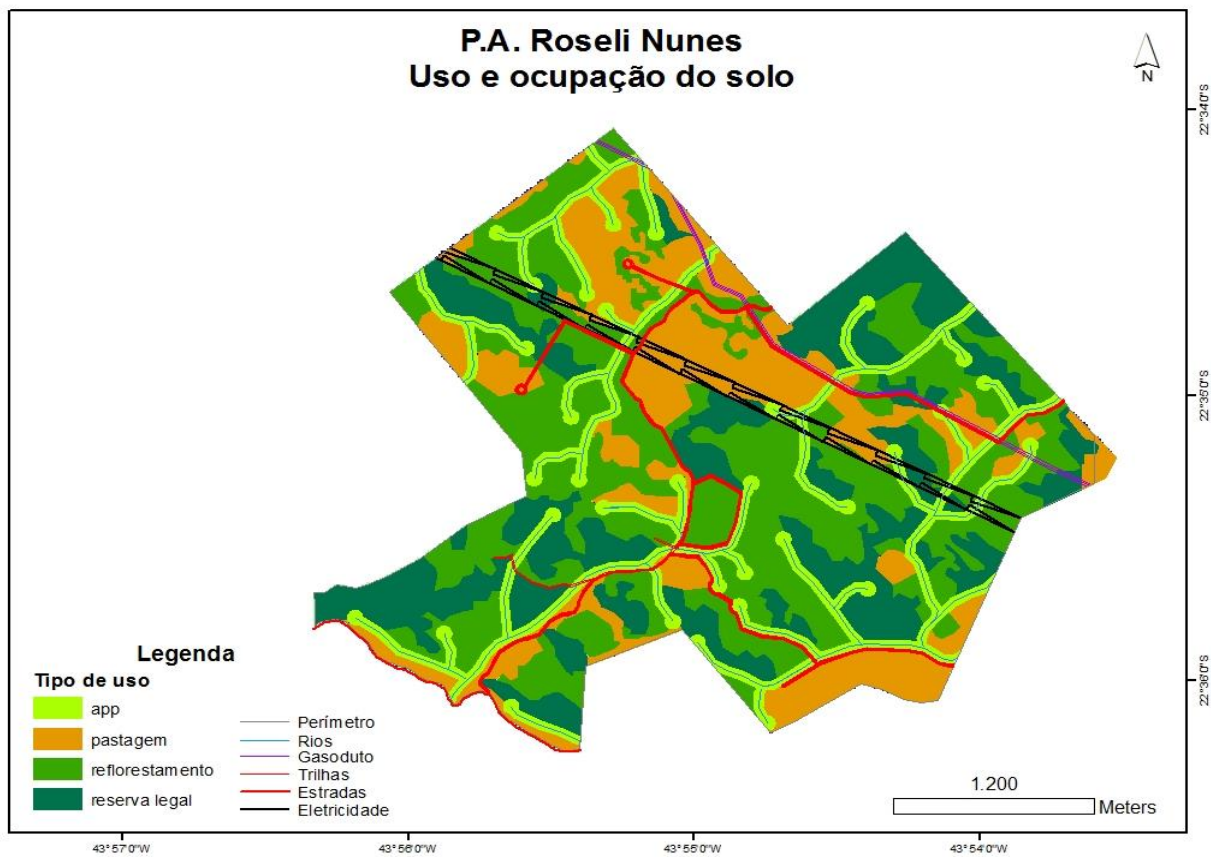 P.A. Roseli Nunes
Uso e ocupação do solo
N
22°34'0"S
22°35'0"S
22°36'0"S
Legenda
Tipo de uso
app
pastagem
reflorestamento
reserva legal
Perímetro
Rios
Gasoduto
Trilhas
Estradas
Eletricidade
1.200
Meters
43°57'0"W
43°56'0"W
43°55'0"W
43°54'0"W